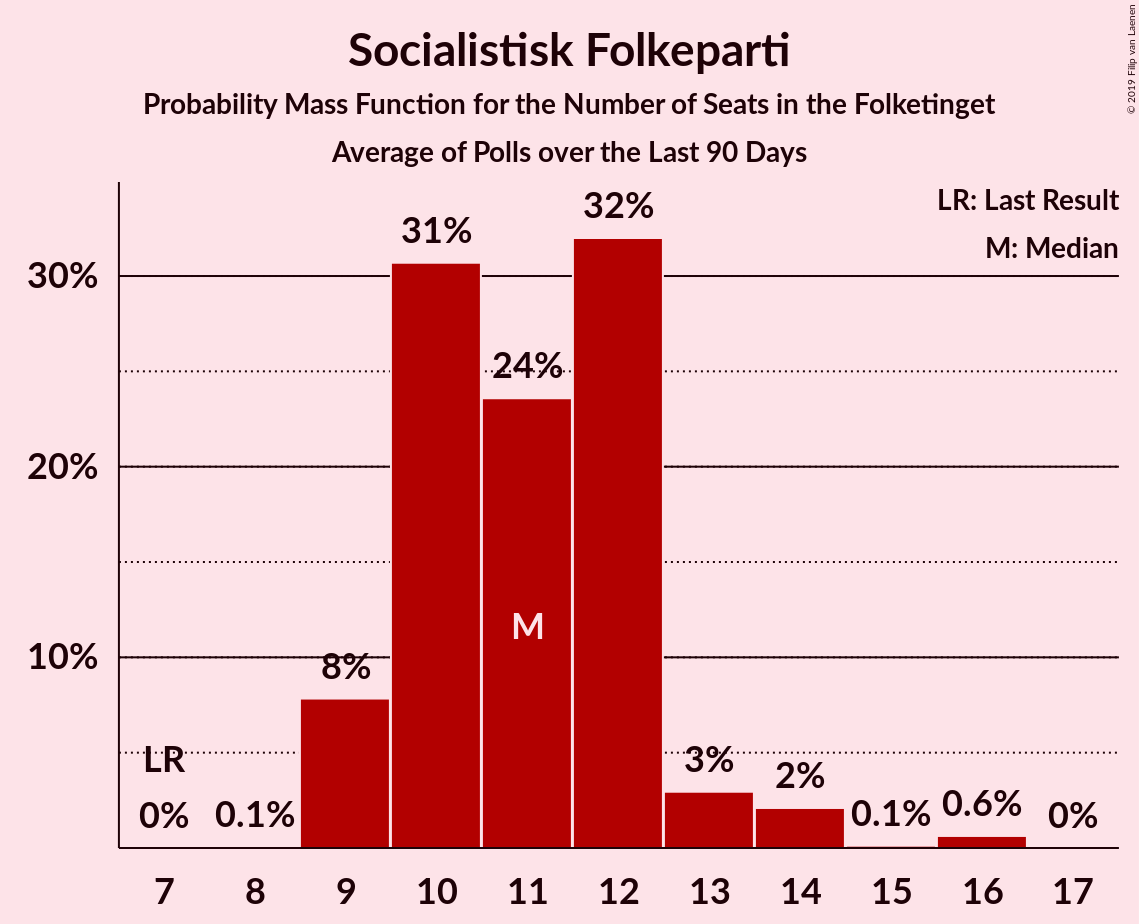 Socialistisk Folkeparti
Probability Mass Function for the Number of Seats in the Folketinget
Average of Polls over the Last 90 Days
© 2019 Filip van Laenen
LR: Last Result
M: Median
30%
20%
10%
LR
0%
0.1%
8%
31%
24%
M
32%
3%
2%
0.1%
0.6%
0%
7 8 9 10 11 12 13 14 15 16 17